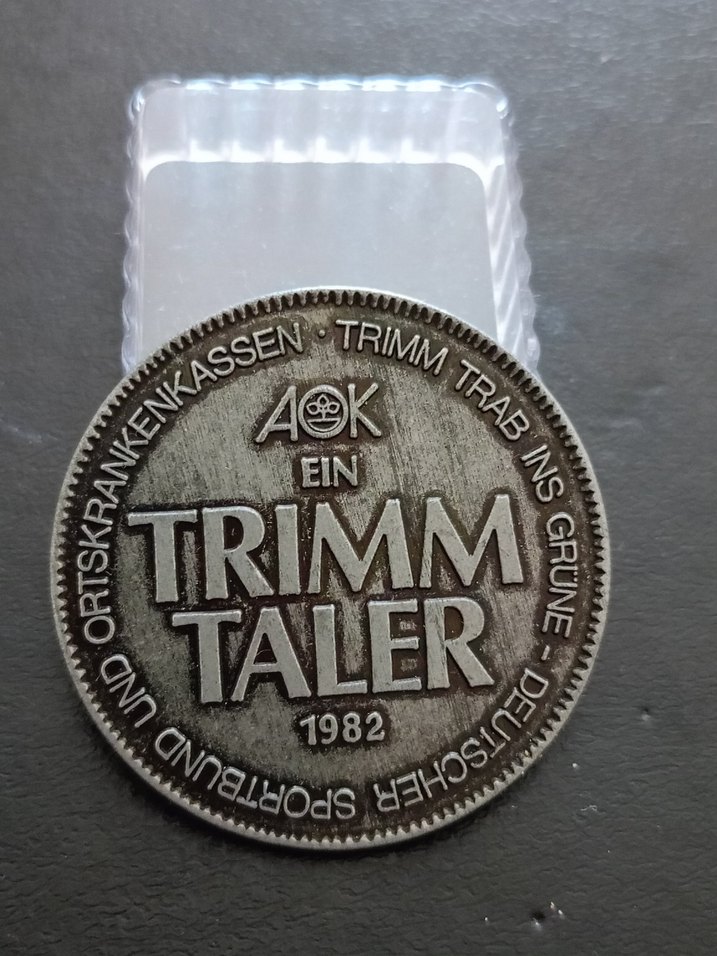 TRIMM TRAB INS GRÜNE - DEUTSCHER SPORTBUND UND ORTSKRANKENKASSEN ·
AOK
EIN
TRIMM
TALER
1982